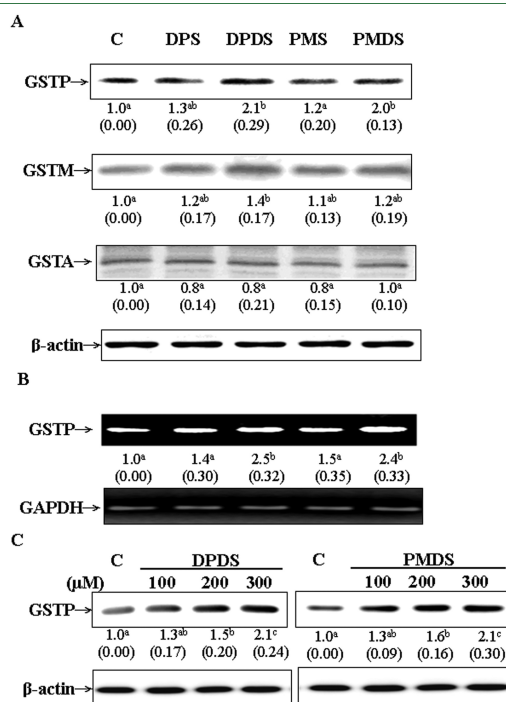 A
C DPS DPDS PMS PMDS
GSTP→
1.0ᵃ 1.3ᵃᵇ 2.1ᵇ 1.2ᵃ 2.0ᵇ
(0.00) (0.26) (0.29) (0.20) (0.13)
GSTM→
1.0ᵃ 1.2ᵃᵇ 1.4ᵇ 1.1ᵃᵇ 1.2ᵃᵇ
(0.00) (0.17) (0.17) (0.13) (0.19)
GSTA→
1.0ᵃ 0.8ᵃ 0.8ᵃ 0.8ᵃ 1.0ᵃ
(0.00) (0.14) (0.21) (0.15) (0.10)
β-actin→
B
GSTP→
1.0ᵃ 1.4ᵃ 2.5ᵇ 1.5ᵃ 2.4ᵇ
(0.00) (0.30) (0.32) (0.35) (0.33)
GAPDH→
C
C DPDS C PMDS
(μM) 100 200 300 100 200 300
GSTP→
1.0ᵃ 1.3ᵃᵇ 1.5ᵇ 2.1ᶜ 1.0ᵃ 1.3ᵃᵇ 1.6ᵇ 2.1ᶜ
(0.00) (0.17) (0.20) (0.24) (0.00) (0.09) (0.16) (0.30)
β-actin→